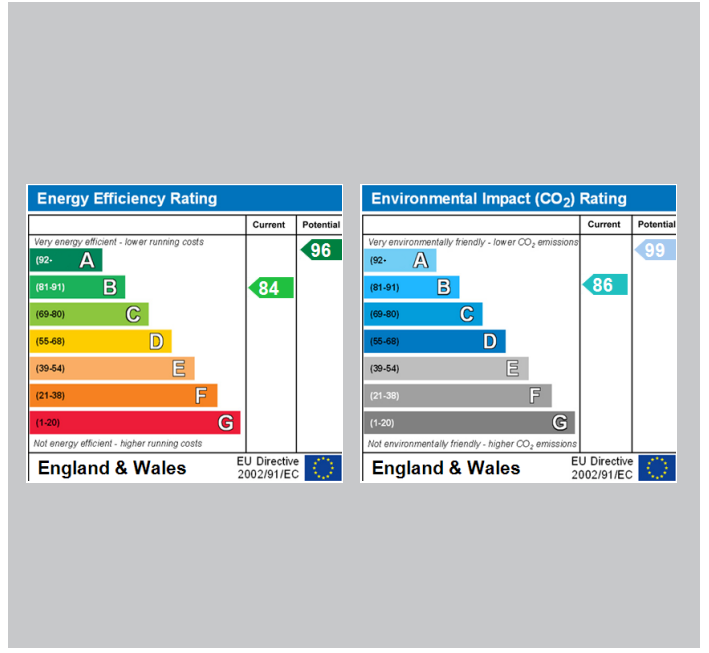 Energy Efficiency Rating
Current Potential
Very energy efficient - lower running costs
(92- A
96
(81-91) B
84
(69-80) C
(55-68) D
(39-54) E
(21-38) F
(1-20) G
Not energy efficient - higher running costs
England & Wales
EU Directive
2002/91/EC
Environmental Impact (CO₂) Rating
Current Potential
Very environmentally friendly - lower CO₂ emissions
(92- A
99
(81-91) B
86
(69-80) C
(55-68) D
(39-54) E
(21-38) F
(1-20) G
Not environmentally friendly - higher CO₂ emissions
England & Wales
EU Directive
2002/91/EC